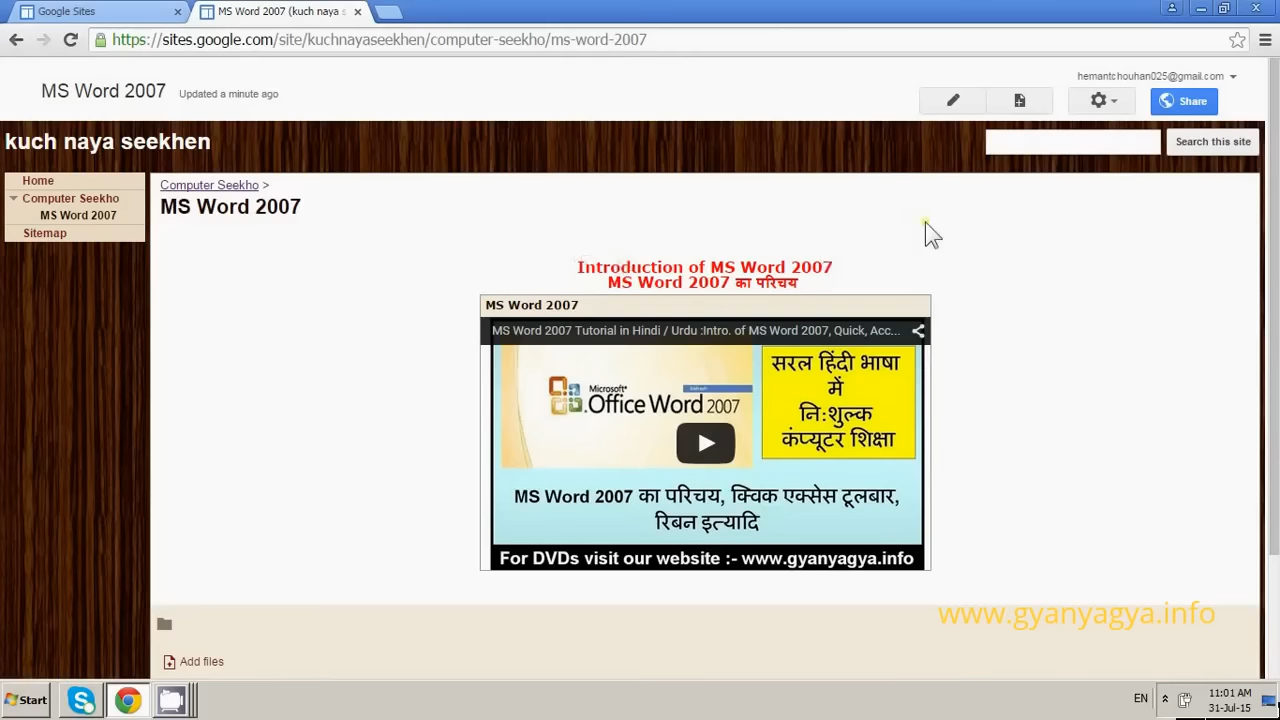 Google Sites
MS Word 2007 (kuch naya s
https://sites.google.com/site/kuchnayaseekhen/computer-seekho/ms-word-2007
hemantchouhan025@gmail.com
MS Word 2007 Updated a minute ago
Share
kuch naya seekhen
Search this site
Home
Computer Seekho
MS Word 2007
Sitemap
Computer Seekho >
MS Word 2007
Introduction of MS Word 2007
MS Word 2007 का परिचय
MS Word 2007
MS Word 2007 Tutorial in Hindi / Urdu :Intro. of MS Word 2007, Quick, Acc...
Microsoft®
Office Word 2007
सरल हिंदी भाषा
में
नि:शुल्क
कंप्यूटर शिक्षा
MS Word 2007 का परिचय, क्विक एक्सेस टूलबार,
रिबन इत्यादि
For DVDs visit our website :- www.gyanyagya.info
www.gyanyagya.info
Add files
Start
EN
11:01 AM
31-Jul-15